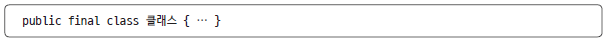 public final class 클래스 { … }